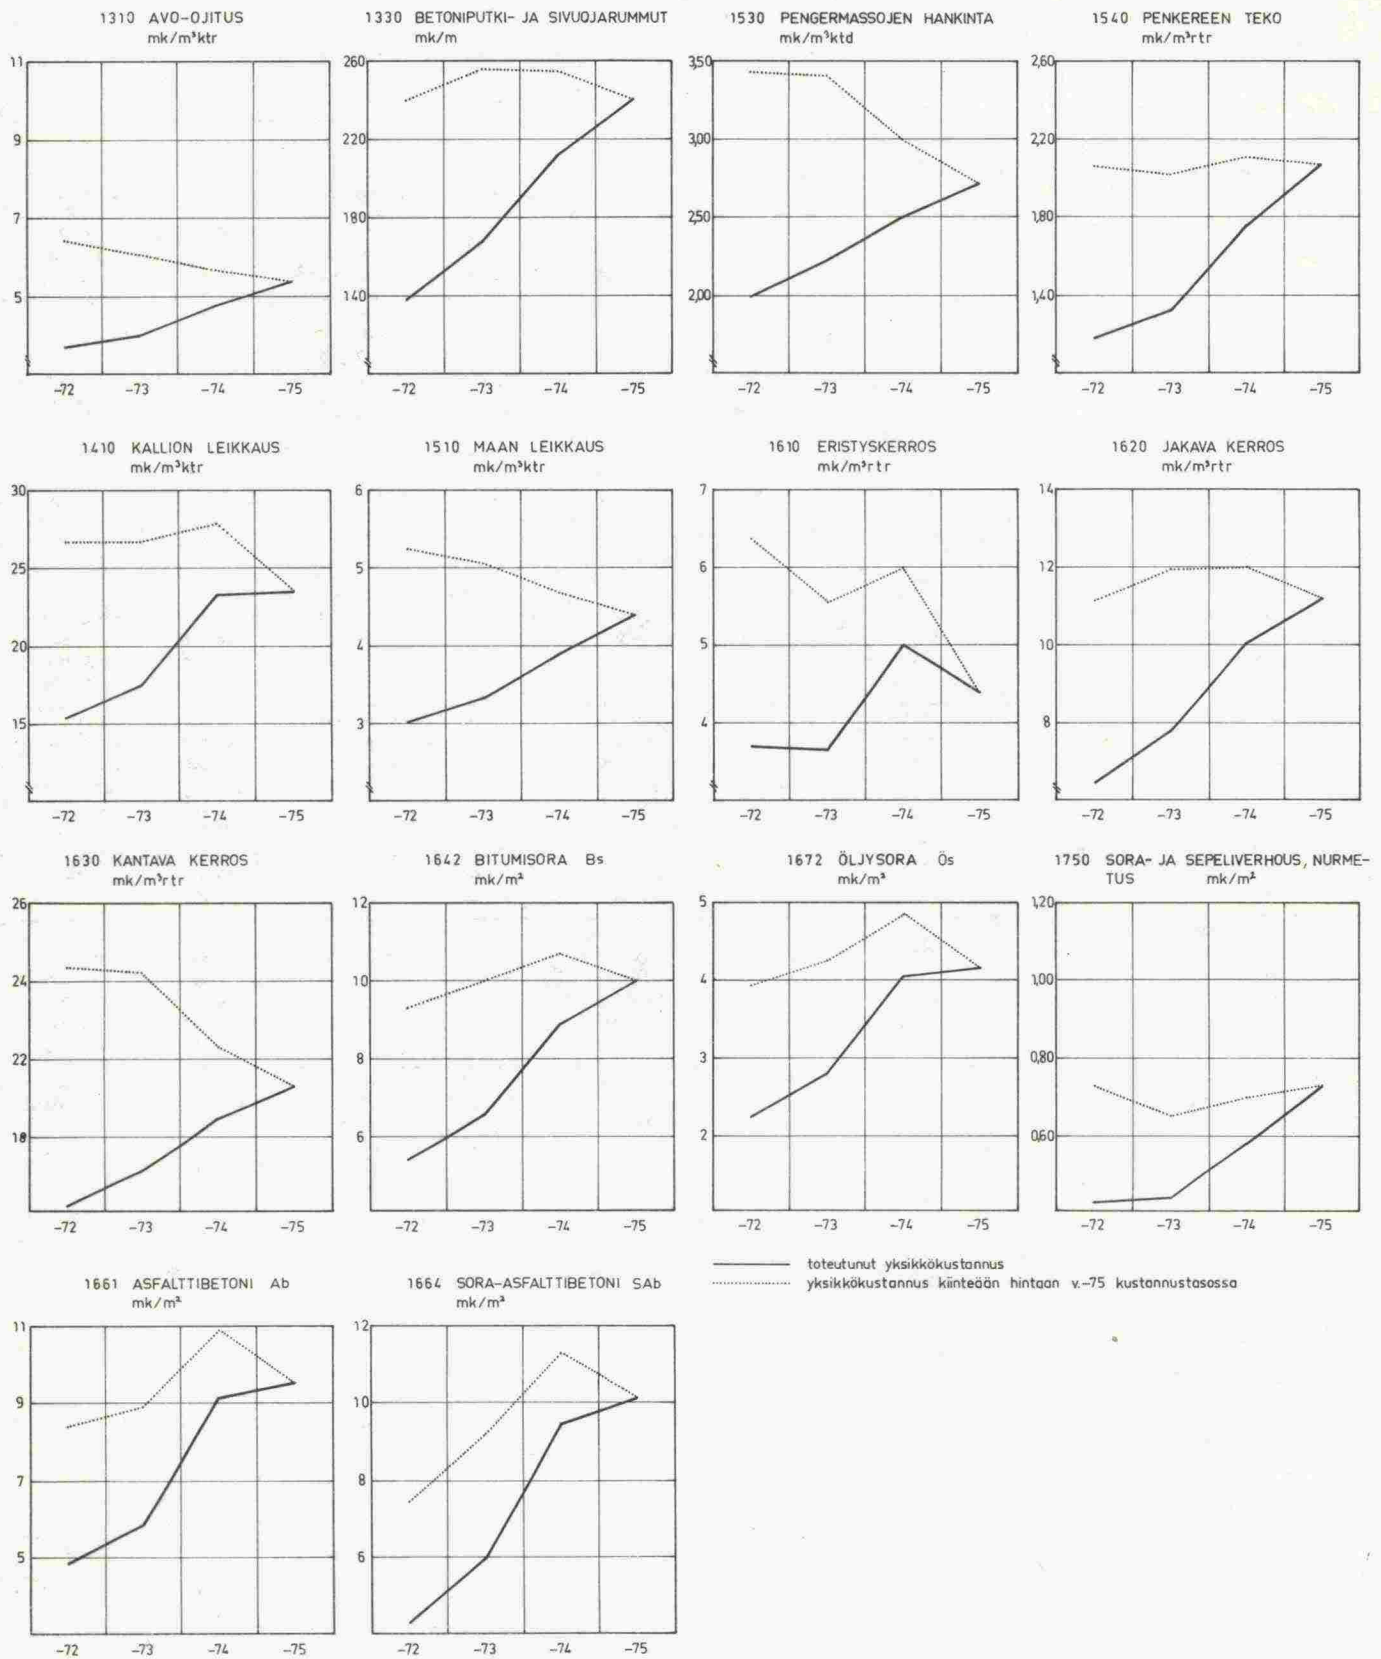 1310 AVO-OJITUS
mk/m³ktr
11
9
7
5
-72 -73 -74 -75
1330 BETONIPUTKI- JA SIVUOJARUMMUT
mk/m
260
220
180
140
-72 -73 -74 -75
1530 PENGERMASSOJEN HANKINTA
mk/m³ktd
3,50
3,00
2,50
2,00
-72 -73 -74 -75
1540 PENKEREEN TEKO
mk/m³rtr
2,60
2,20
1,80
1,40
-72 -73 -74 -75
1410 KALLION LEIKKAUS
mk/m³ktr
30
25
20
15
-72 -73 -74 -75
1510 MAAN LEIKKAUS
mk/m³ktr
6
5
4
3
-72 -73 -74 -75
1610 ERISTYSKERROS
mk/m³rtr
7
6
5
4
-72 -73 -74 -75
1620 JAKAVA KERROS
mk/m³rtr
14
12
10
8
-72 -73 -74 -75
1630 KANTAVA KERROS
mk/m³rtr
26
24
22
18
-72 -73 -74 -75
1642 BITUMISORA Bs
mk/m²
12
10
8
6
-72 -73 -74 -75
1672 ÖLJYSORA Ös
mk/m²
5
4
3
2
-72 -73 -74 -75
1750 SORA- JA SEPELIVERHOUS, NURME-
TUS mk/m²
1,20
1,00
0,80
0,60
-72 -73 -74 -75
1661 ASFALTTIBETONI Ab
mk/m²
11
9
7
5
-72 -73 -74 -75
1664 SORA-ASFALTTIBETONI SAb
mk/m²
12
10
8
6
-72 -73 -74 -75
toteutunut yksikkökustannus
yksikkökustannus kiinteään hintaan v.-75 kustannustasossa